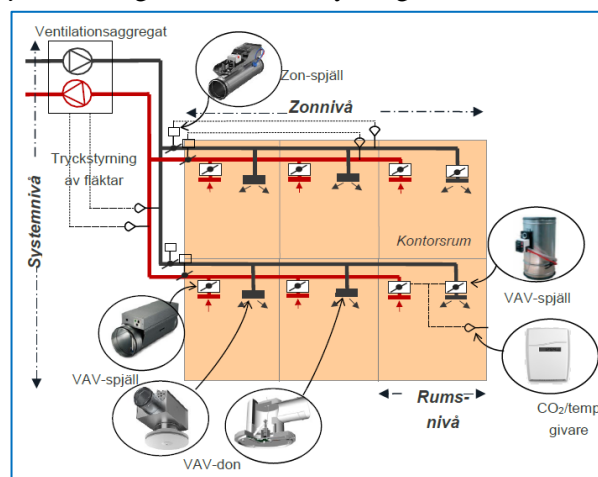 Ventilationsaggregat
Zon-spjäll
Zonnivå
Systemnivå
Tryckstyrning
av fläktar
Kontorsrum
VAV-spjäll
VAV-spjäll
CO₂/temp
givare
Rums-
nivå
VAV-don